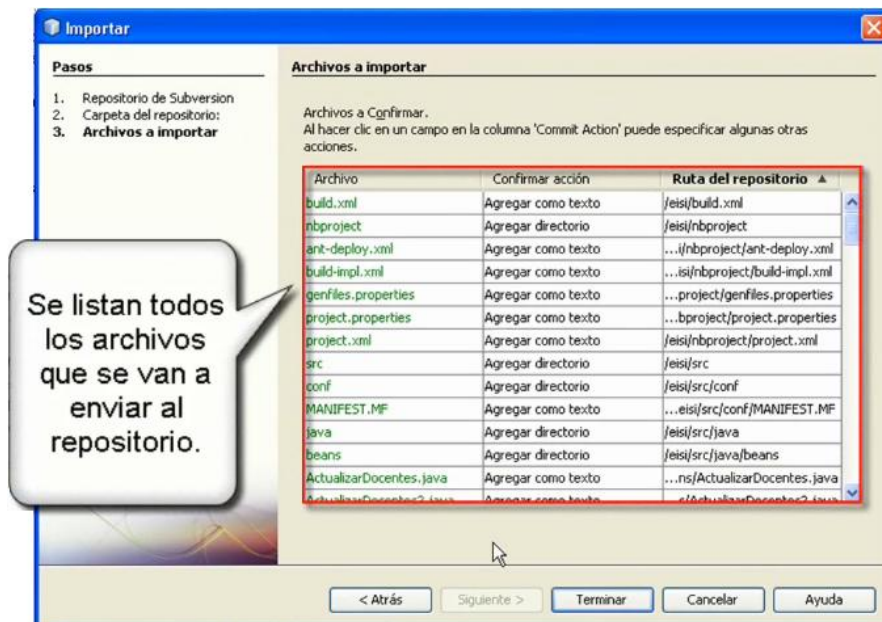 Importar
Pasos
1. Repositorio de Subversion
2. Carpeta del repositorio:
3. Archivos a importar
Archivos a importar
Archivos a Confirmar.
Al hacer clic en un campo en la columna 'Commit Action' puede especificar algunas otras
acciones.
Archivo Confirmar acción Ruta del repositorio
build.xml Agregar como texto /eisi/build.xml
nbproject Agregar directorio /eisi/nbproject
ant-deploy.xml Agregar como texto ...i/nbproject/ant-deploy.xml
build-impl.xml Agregar como texto ...isi/nbproject/build-impl.xml
genfiles.properties Agregar como texto ...project/genfiles.properties
project.properties Agregar como texto ...bproject/project.properties
project.xml Agregar como texto /eisi/nbproject/project.xml
src Agregar directorio /eisi/src
conf Agregar directorio /eisi/src/conf
MANIFEST.MF Agregar como texto ...eisi/src/conf/MANIFEST.MF
java Agregar directorio /eisi/src/java
beans Agregar directorio /eisi/src/java/beans
ActualizarDocentes.java Agregar como texto ...ns/ActualizarDocentes.java
ActualizarDocentes2.java Agregar como texto ...s/ActualizarDocentes2.java
Se listan todos
los archivos
que se van a
enviar al
repositorio.
< Atrás Siguiente > Terminar Cancelar Ayuda